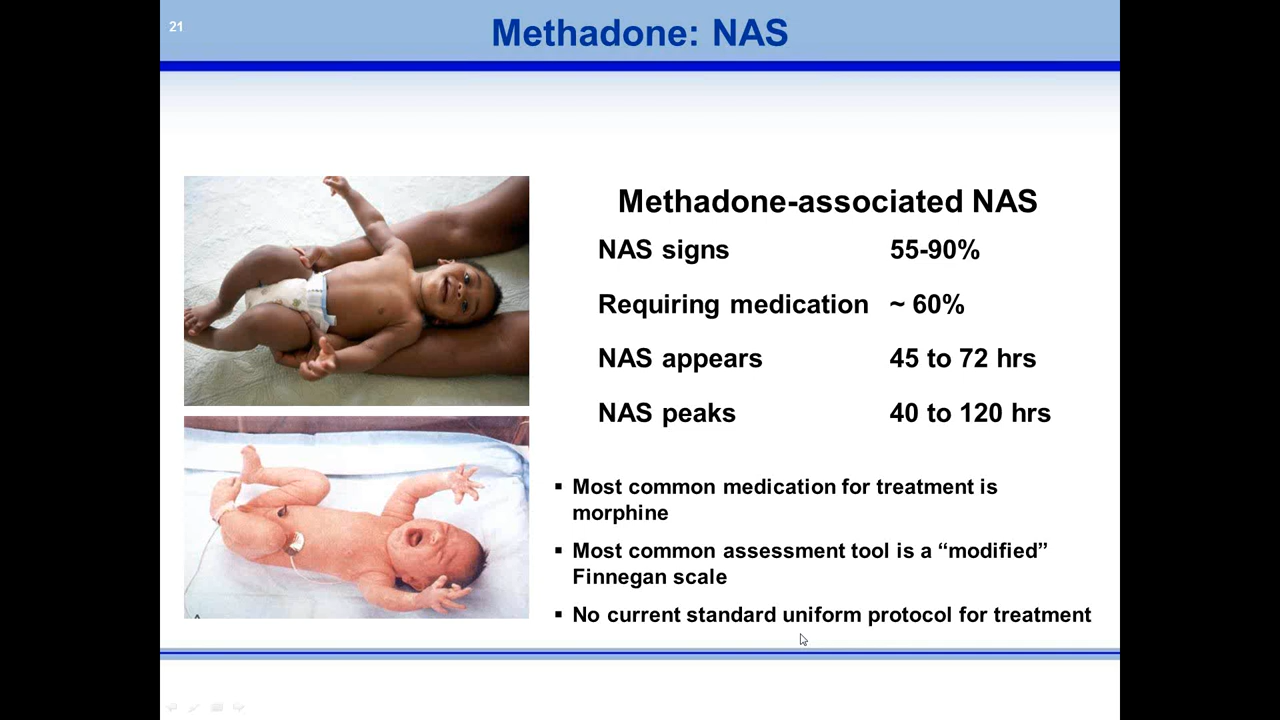 21
Methadone: NAS
Methadone-associated NAS
NAS signs 55-90%
Requiring medication ~ 60%
NAS appears 45 to 72 hrs
NAS peaks 40 to 120 hrs
▪ Most common medication for treatment is
morphine
▪ Most common assessment tool is a “modified”
Finnegan scale
▪ No current standard uniform protocol for treatment